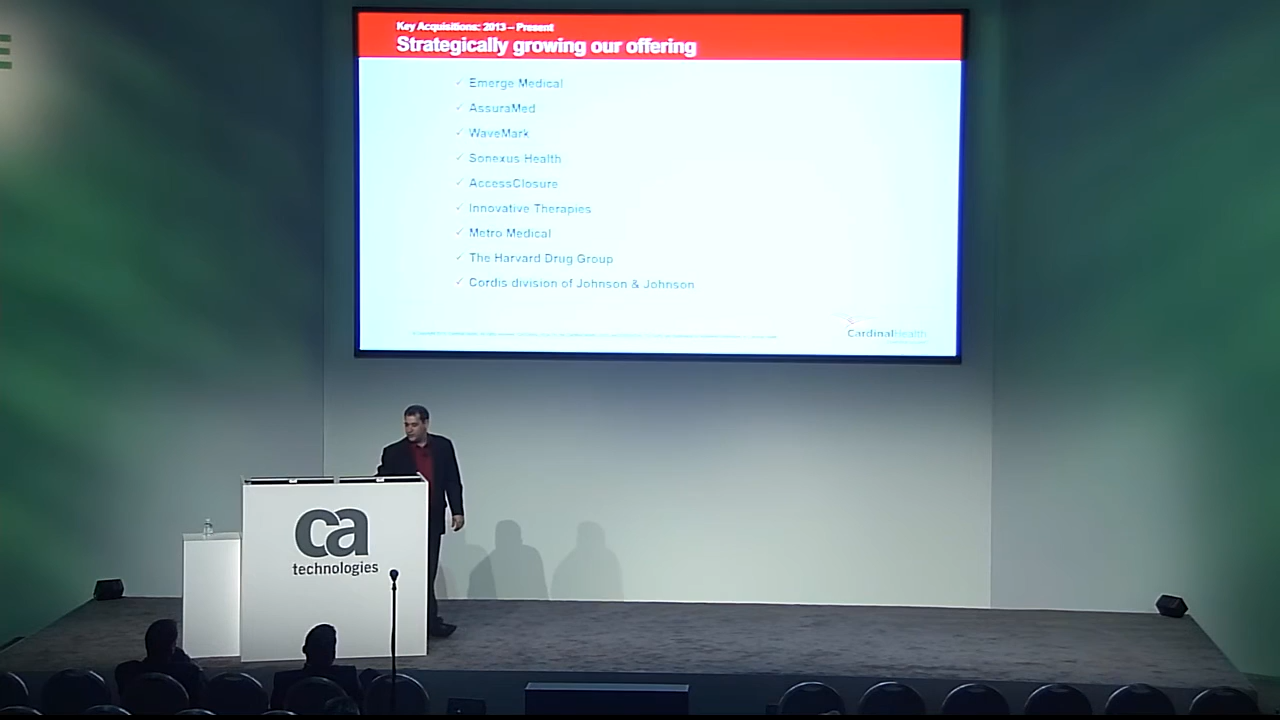 E
Key Acquisitions: 2013 – Present
Strategically growing our offering
✓ Emerge Medical
✓ AssuraMed
✓ WaveMark
✓ Sonexus Health
✓ AccessClosure
✓ Innovative Therapies
✓ Metro Medical
✓ The Harvard Drug Group
✓ Cordis division of Johnson & Johnson
CardinalHealth
ca
technologies